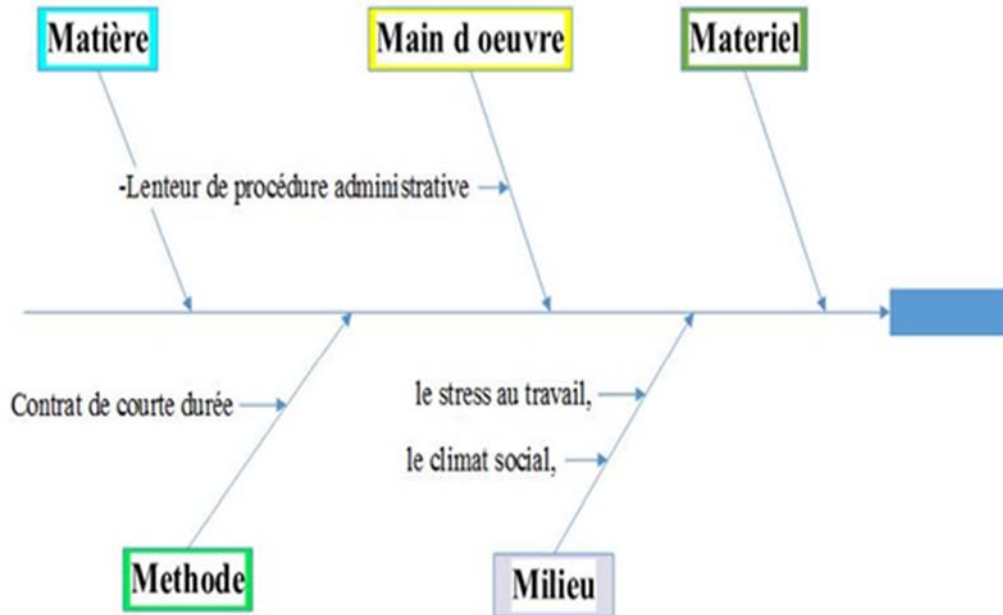 Matière
Main d oeuvre
Materiel
-Lenteur de procédure administrative
Contrat de courte durée
le stress au travail,
le climat social,
Methode
Milieu